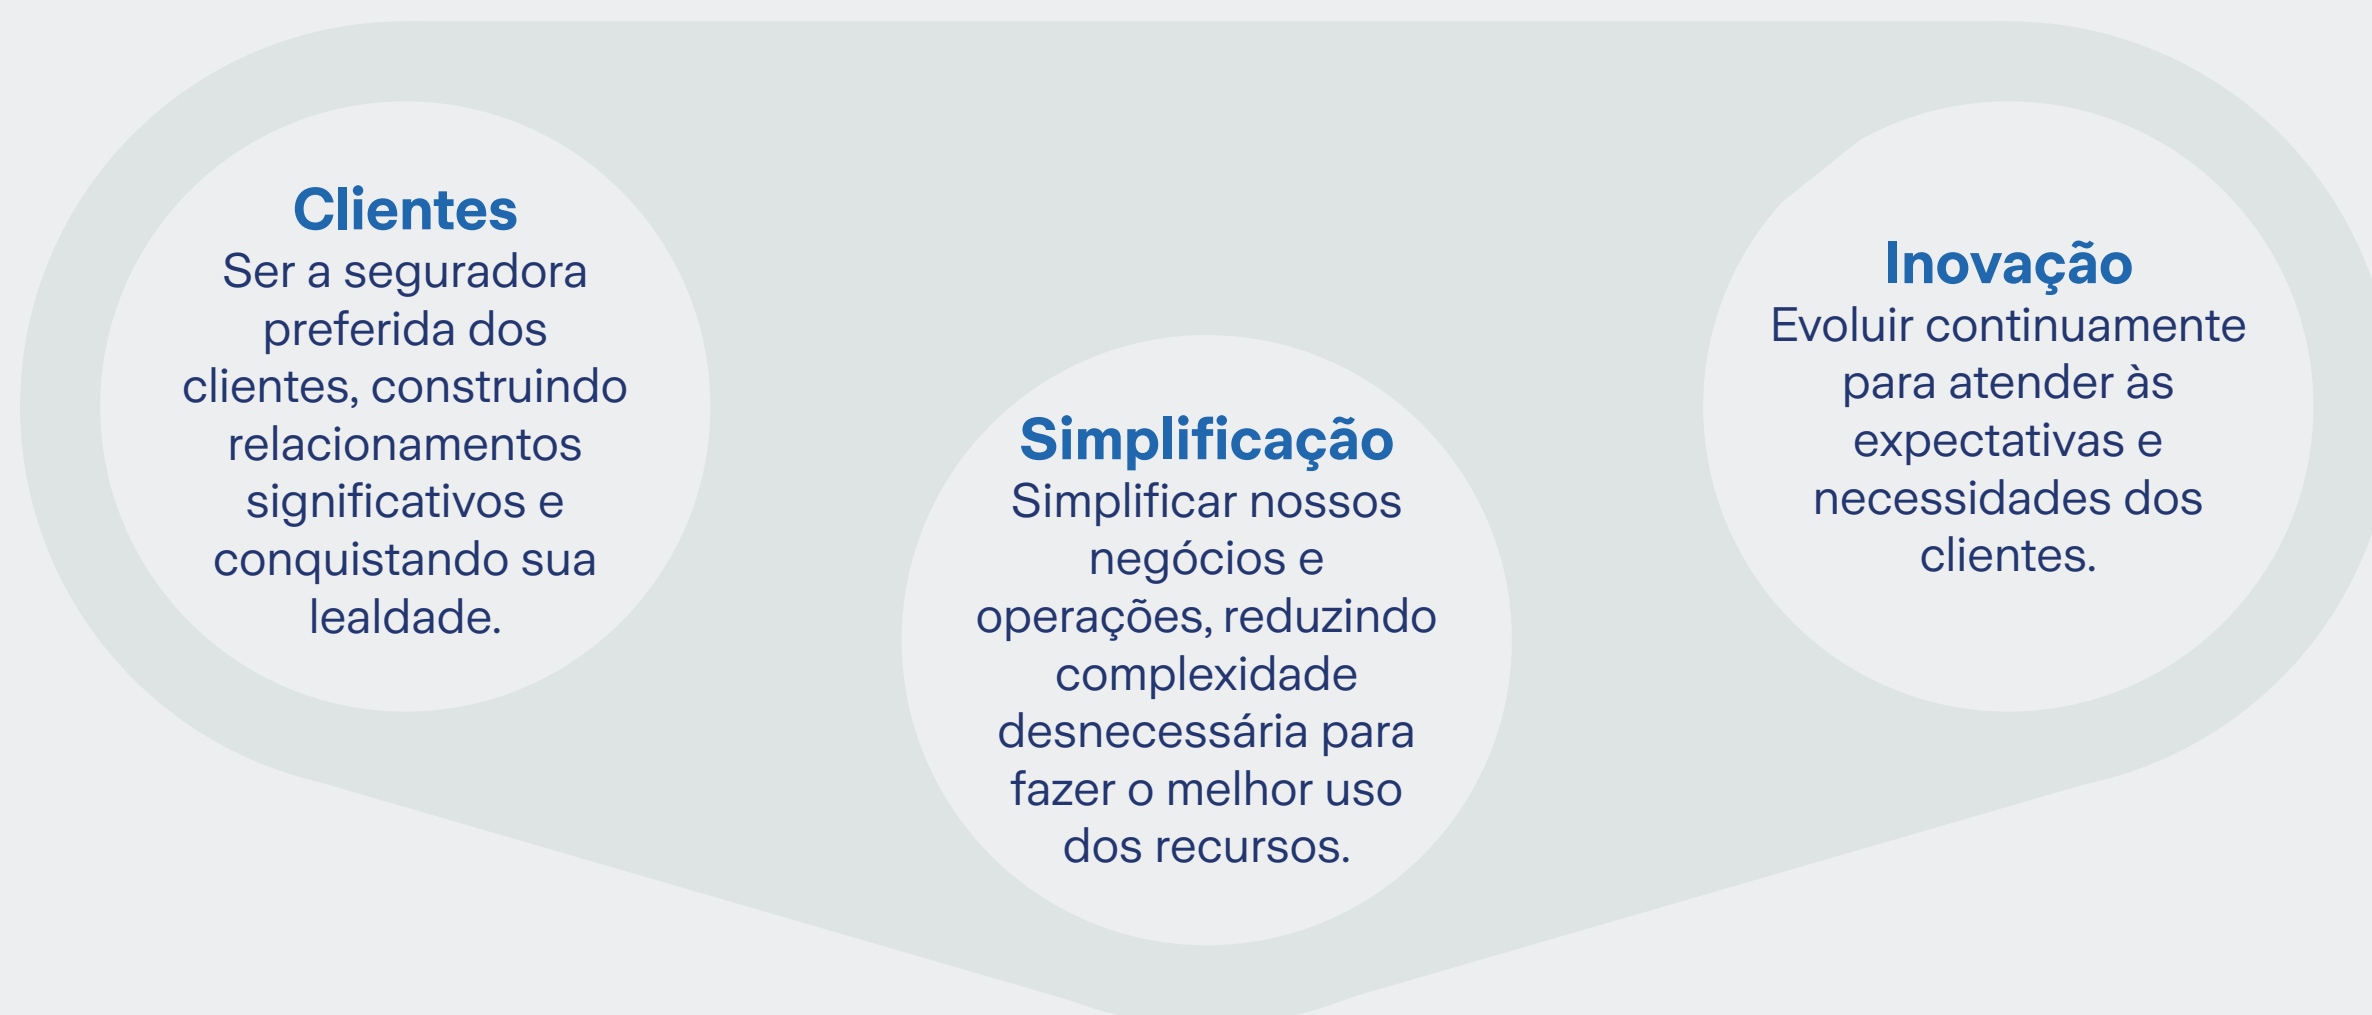 Clientes
Ser a seguradora
preferida dos
clientes, construindo
relacionamentos
significativos e
conquistando sua
lealdade.
Simplificação
Simplificar nossos
negócios e
operações, reduzindo
complexidade
desnecessária para
fazer o melhor uso
dos recursos.
Inovação
Evoluir continuamente
para atender às
expectativas e
necessidades dos
clientes.